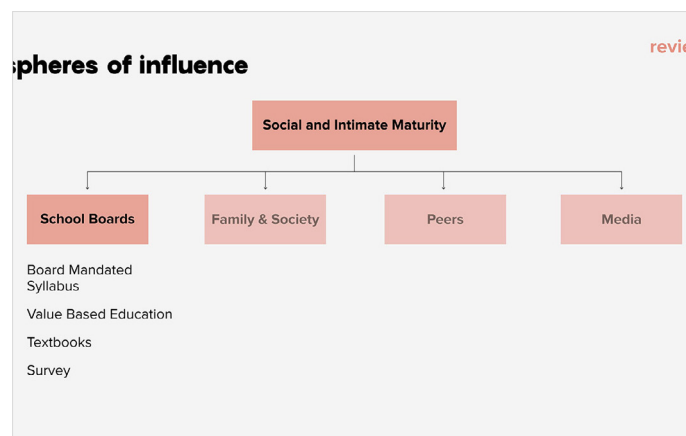 revie
spheres of influence
Social and Intimate Maturity
School Boards
Family & Society
Peers
Media
Board Mandated
Syllabus
Value Based Education
Textbooks
Survey